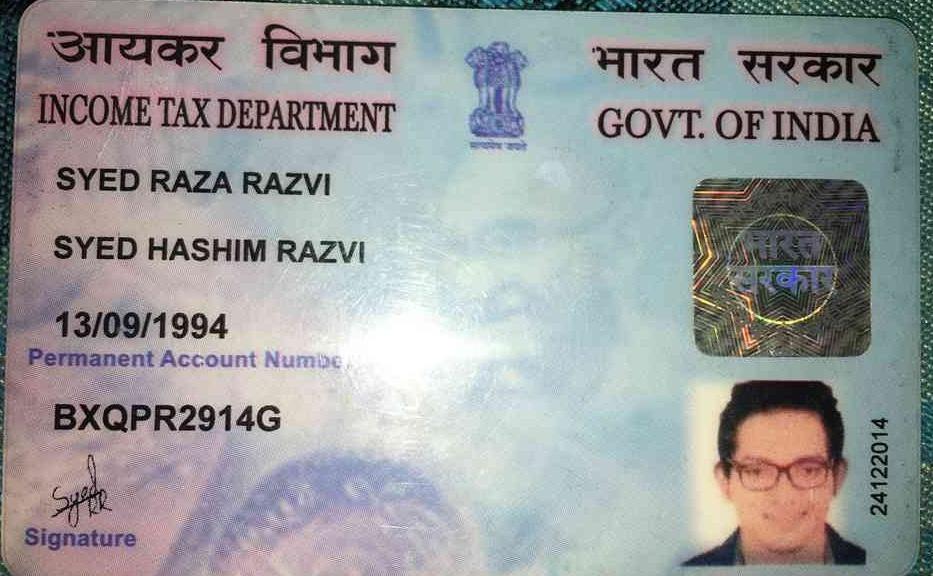 आयकर विभाग
भारत सरकार
INCOME TAX DEPARTMENT
GOVT. OF INDIA
सत्यमेव जयते
SYED RAZA RAZVI
SYED HASHIM RAZVI
भारत
सरकार
13/09/1994
Permanent Account Numbe
BXQPR2914G
24122014
Syed
Signature